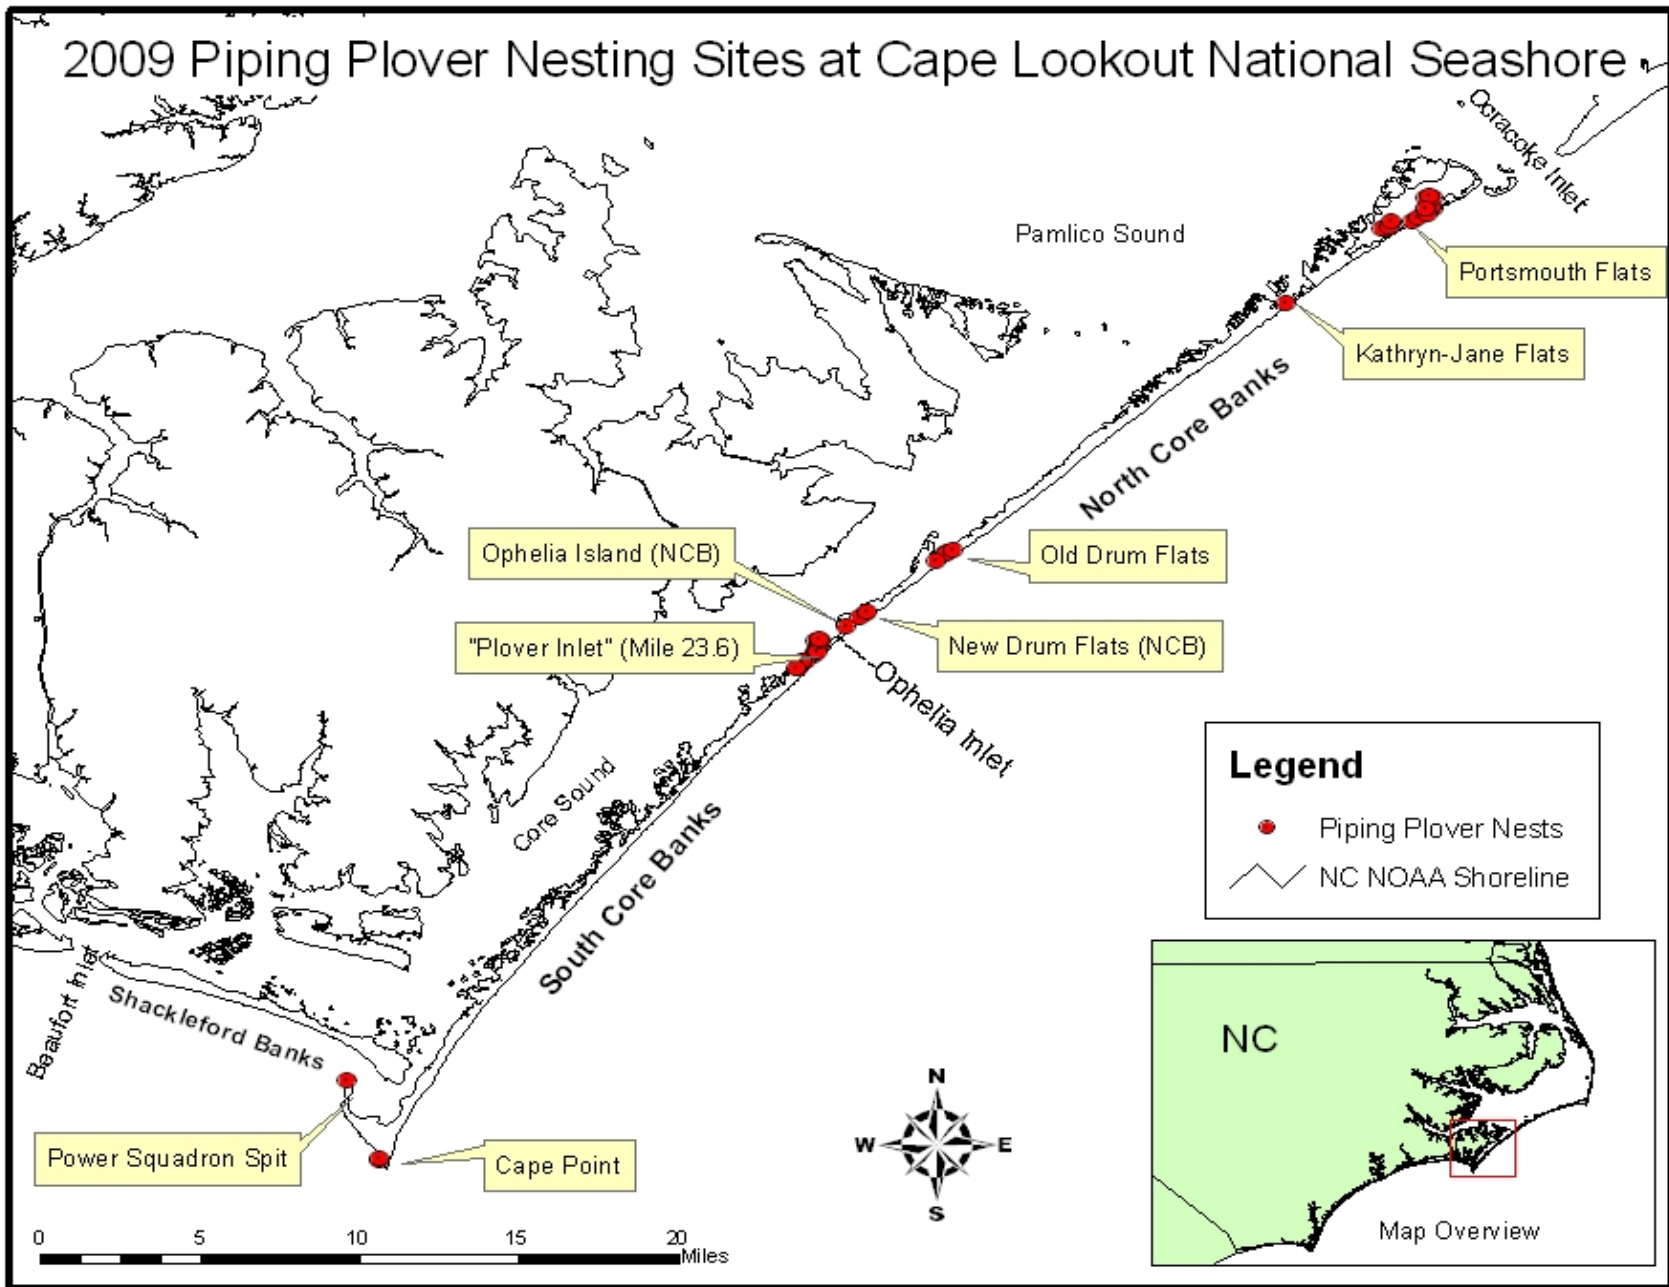 2009 Piping Plover Nesting Sites at Cape Lookout National Seashore
Ocracoke Inlet
Pamlico Sound
Portsmouth Flats
Kathryn-Jane Flats
North Core Banks
Ophelia Island (NCB)
Old Drum Flats
"Plover Inlet" (Mile 23.6)
New Drum Flats (NCB)
Ophelia Inlet
Core Sound
South Core Banks
Legend
Piping Plover Nests
NC NOAA Shoreline
Beaufort Inlet
Shackleford Banks
Power Squadron Spit
Cape Point
N
W
E
S
NC
Map Overview
0 5 10 15 20
Miles